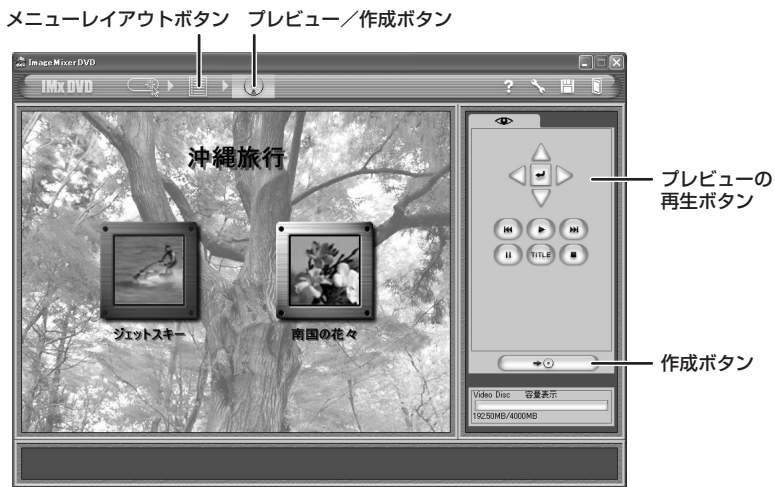 メニューレイアウトボタン プレビュー／作成ボタン
ImageMixerDVD
IMx DVD
?
沖縄旅行
ジェットスキー 南国の花々
TITLE
プレビューの
再生ボタン
作成ボタン
Video Disc 容量表示
192.50MB/4000MB